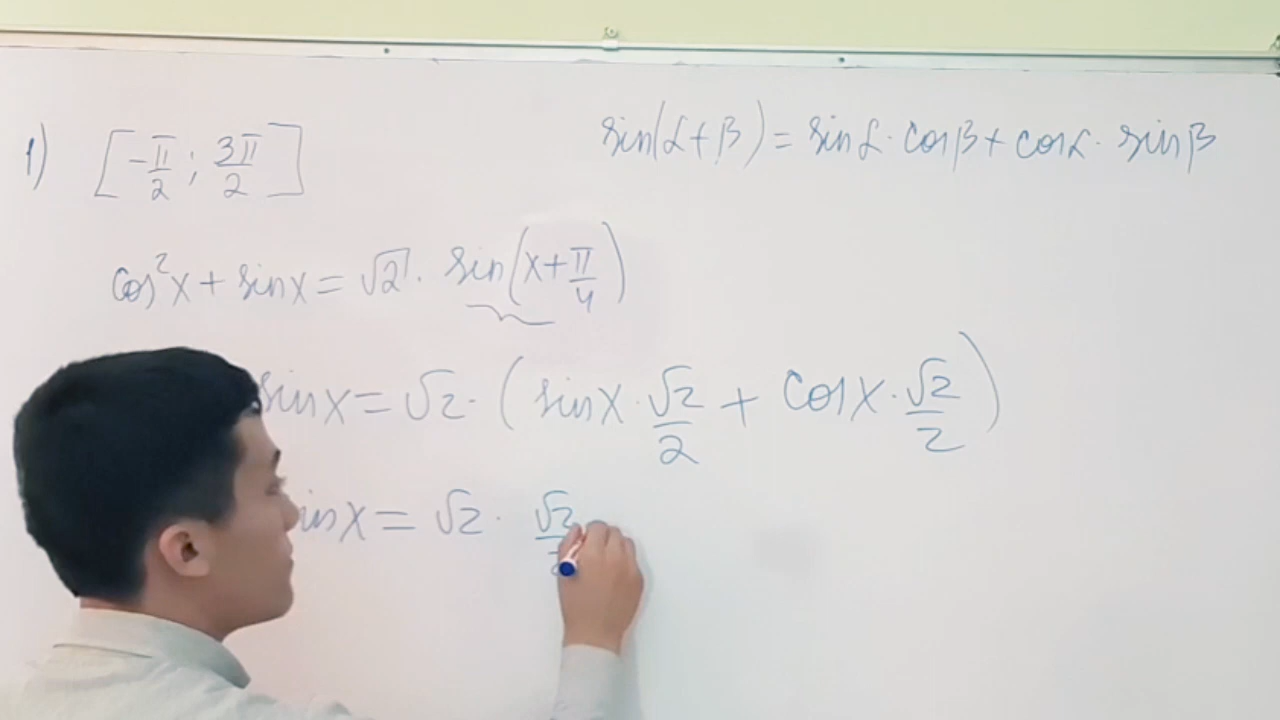 1) [-π/2 ; 3π/2]
sin(α+β) = sinα · cosβ + cosα · sinβ
cos²x + sinx = √2 · sin(x + π/4)
sinx = √2 · (sinx · √2/2 + cosx · √2/2)
inx = √2 · √2